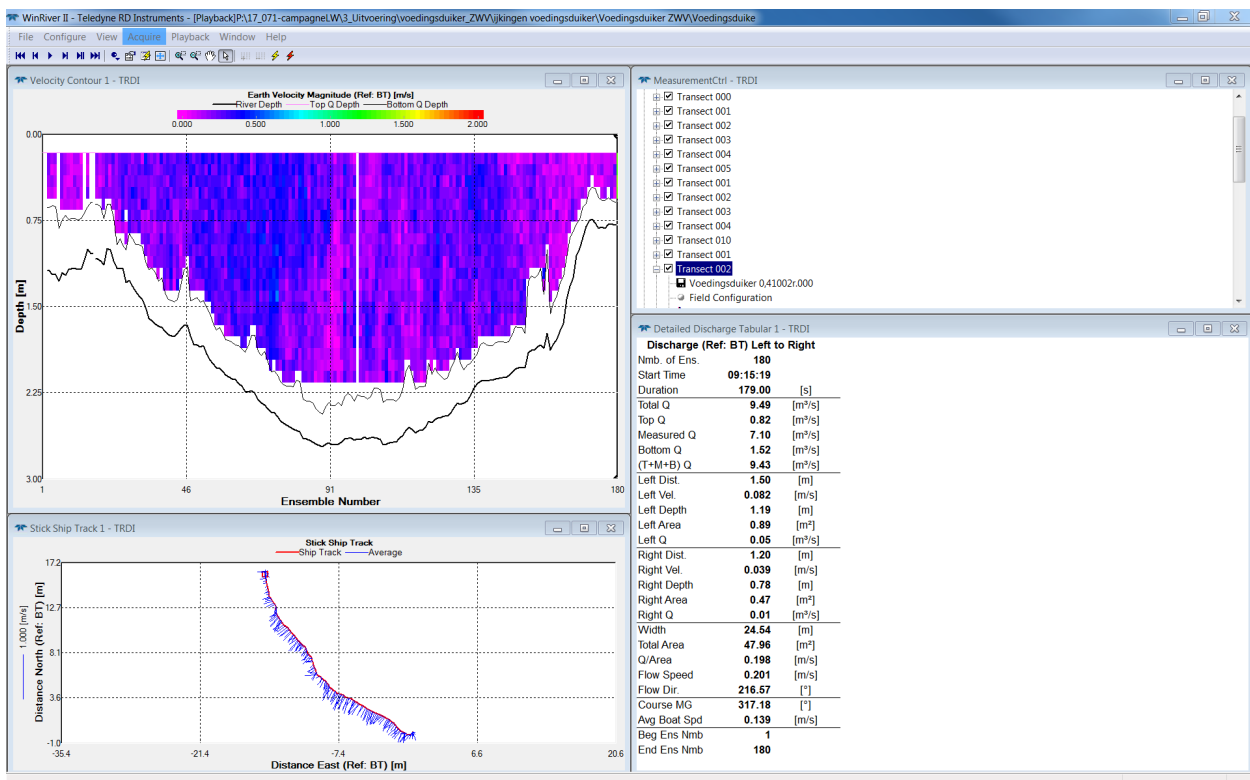 WinRiver II - Teledyne RD Instruments - [Playback]P:\17_071-campagneLW\3_Uitvoering\voedingsduiker_ZWV\ijkingen voedingsduiker\Voedingsduiker ZWV\Voedingsduike
File Configure View Acquire Playback Window Help
Velocity Contour 1 - TRDI
Earth Velocity Magnitude (Ref: BT) [m/s]
River Depth Top Q Depth Bottom Q Depth
0.000 0.500 1.000 1.500 2.000
0.00
0.75
1.50
2.25
3.00
Depth [m]
1 46 91 135 180
Ensemble Number
Stick Ship Track 1 - TRDI
Stick Ship Track
Ship Track Average
17.2
12.7
8.1
3.6
-1.0
1.000 [m/s]
Distance North (Ref: BT) [m]
-35.4 -21.4 -7.4 6.6 20.6
Distance East (Ref: BT) [m]
MeasurementCtrl - TRDI
Transect 000
Transect 001
Transect 002
Transect 003
Transect 004
Transect 005
Transect 001
Transect 002
Transect 003
Transect 004
Transect 010
Transect 001
Transect 002
Voedingsduiker 0,41002r.000
Field Configuration
Detailed Discharge Tabular 1 - TRDI
Discharge (Ref: BT) Left to Right
Nmb. of Ens. 180
Start Time 09:15:19
Duration 179.00 [s]
Total Q 9.49 [m³/s]
Top Q 0.82 [m³/s]
Measured Q 7.10 [m³/s]
Bottom Q 1.52 [m³/s]
(T+M+B) Q 9.43 [m³/s]
Left Dist. 1.50 [m]
Left Vel. 0.082 [m/s]
Left Depth 1.19 [m]
Left Area 0.89 [m²]
Left Q 0.05 [m³/s]
Right Dist. 1.20 [m]
Right Vel. 0.039 [m/s]
Right Depth 0.78 [m]
Right Area 0.47 [m²]
Right Q 0.01 [m³/s]
Width 24.54 [m]
Total Area 47.96 [m²]
Q/Area 0.198 [m/s]
Flow Speed 0.201 [m/s]
Flow Dir. 216.57 [°]
Course MG 317.18 [°]
Avg Boat Spd 0.139 [m/s]
Beg Ens Nmb 1
End Ens Nmb 180